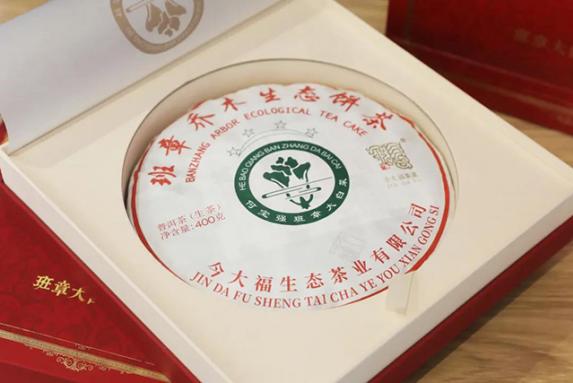 班章乔木生态饼茶
BANZHANG ARBOR ECOLOGICAL TEA CAKE
HE BAO QIANG BAN ZHANG DA BAI CAI
何宝强班章大白菜
普洱茶(生茶)
净含量:400克
今大福生态茶业有限公司
JIN DA FU SHENG TAI CHA YE YOU XIAN GONG SI
班章大
班章大